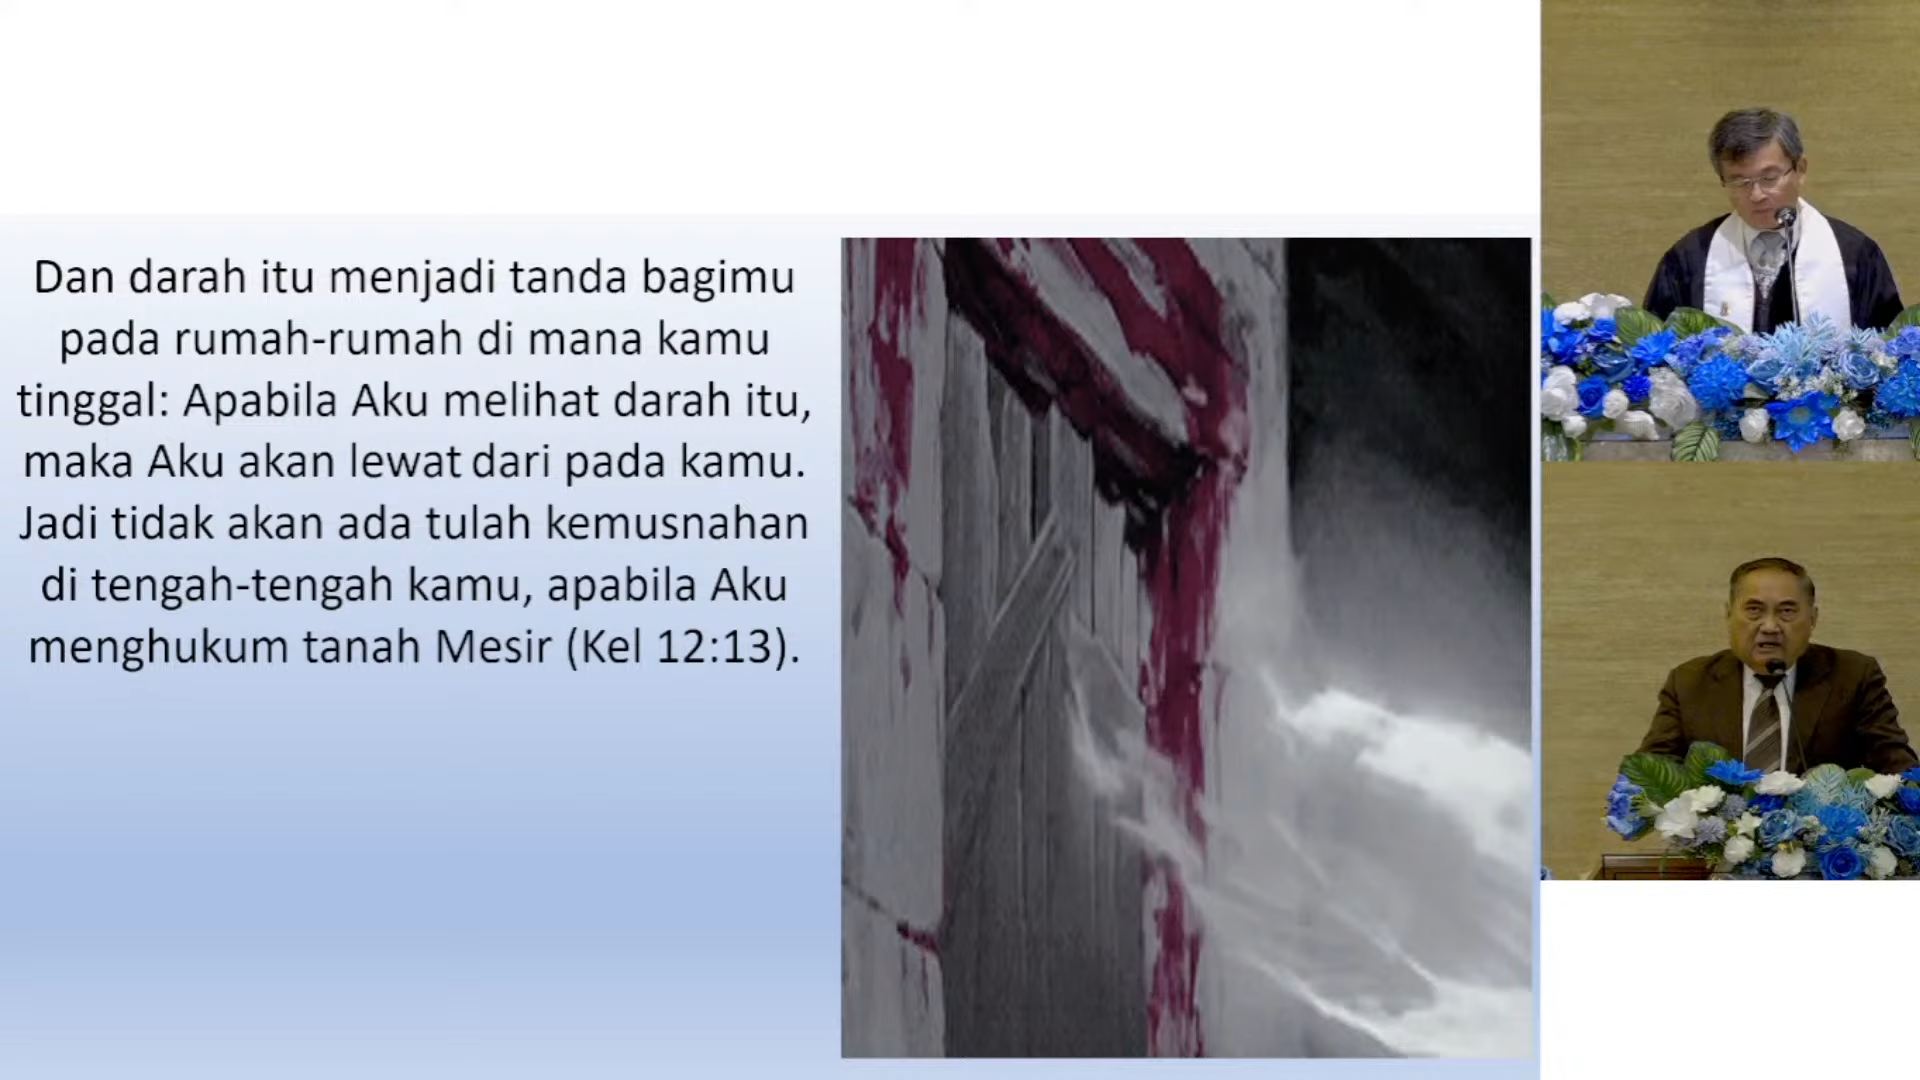 Dan darah itu menjadi tanda bagimu
pada rumah-rumah di mana kamu
tinggal: Apabila Aku melihat darah itu,
maka Aku akan lewat dari pada kamu.
Jadi tidak akan ada tulah kemusnahan
di tengah-tengah kamu, apabila Aku
menghukum tanah Mesir (Kel 12:13).